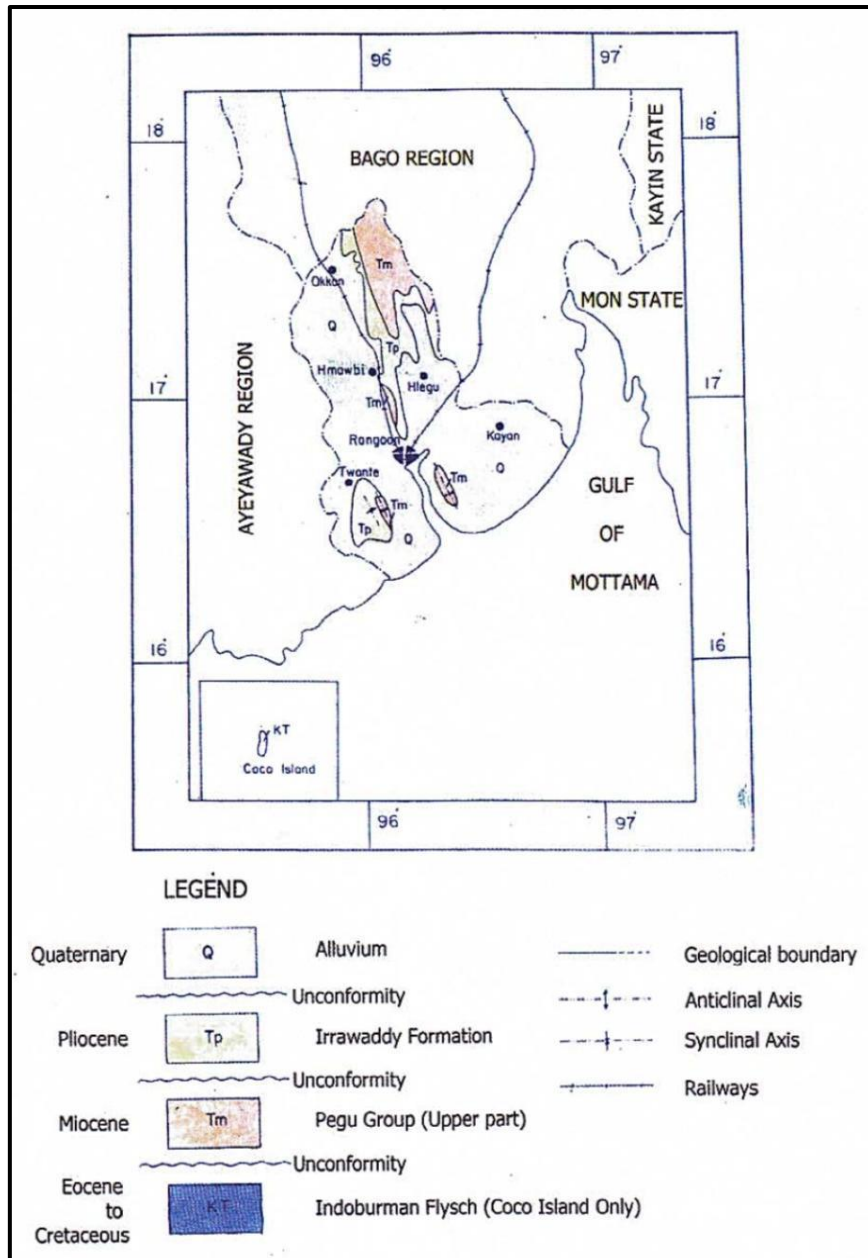 96° 97°
18° 18°
BAGO REGION
KAYIN STATE
Tm
Okkan
MON STATE
Q
Tp
Hmawbi
Hlegu
17° 17°
Tm
Kayan
Rangoon
AYEYAWADY REGION
Twante
Tm
Q
GULF
Tm
OF
Tp
Q
MOTTAMA
16° 16°
KT
Coco Island
96° 97°
LEGEND
Quaternary Q Alluvium
Unconformity
Pliocene Tp Irrawaddy Formation
Unconformity
Miocene Tm Pegu Group (Upper part)
Unconformity
Eocene
to
Cretaceous
KT Indoburman Flysch (Coco Island Only)
Geological boundary
Anticlinal Axis
Synclinal Axis
Railways